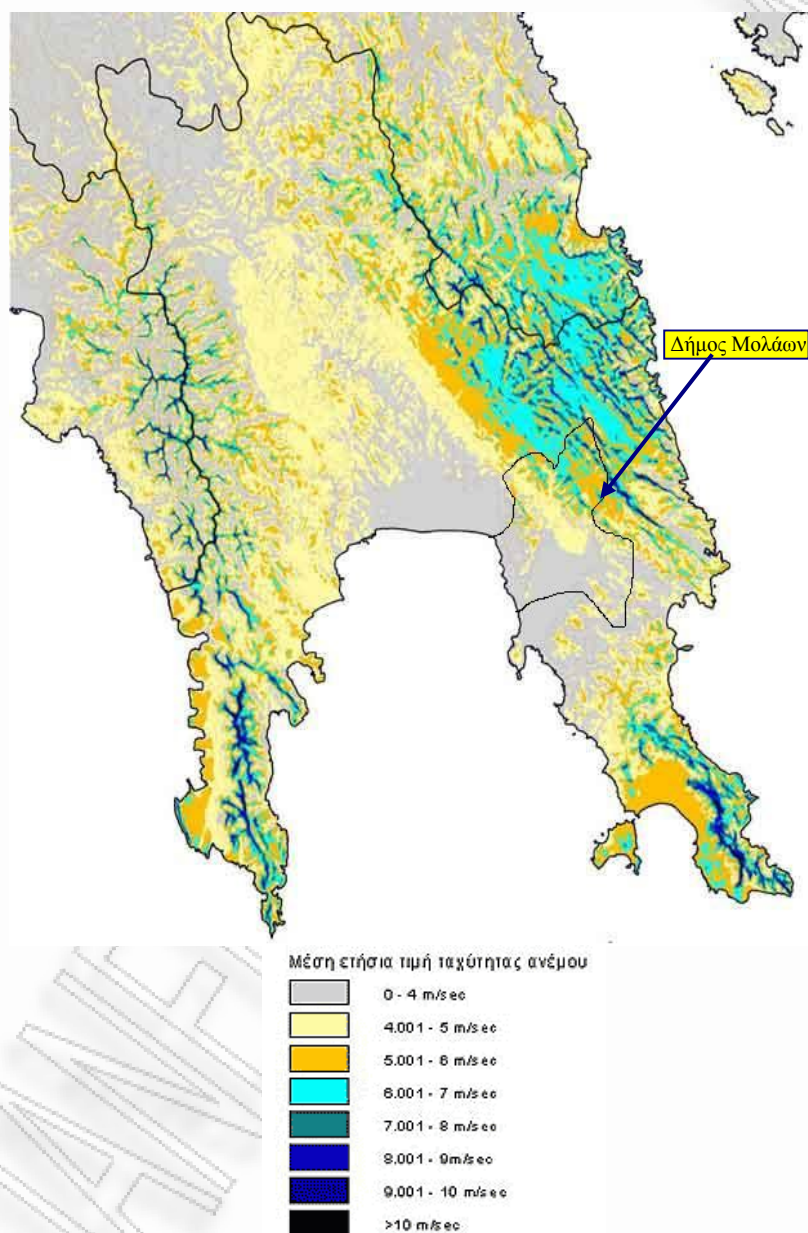 Δήμος Μολάων
Μέση ετήσια τιμή ταχύτητας ανέμου
0 - 4 m/sec
4.001 - 5 m/sec
5.001 - 6 m/sec
6.001 - 7 m/sec
7.001 - 8 m/sec
8.001 - 9m/sec
9.001 - 10 m/sec
>10 m/sec